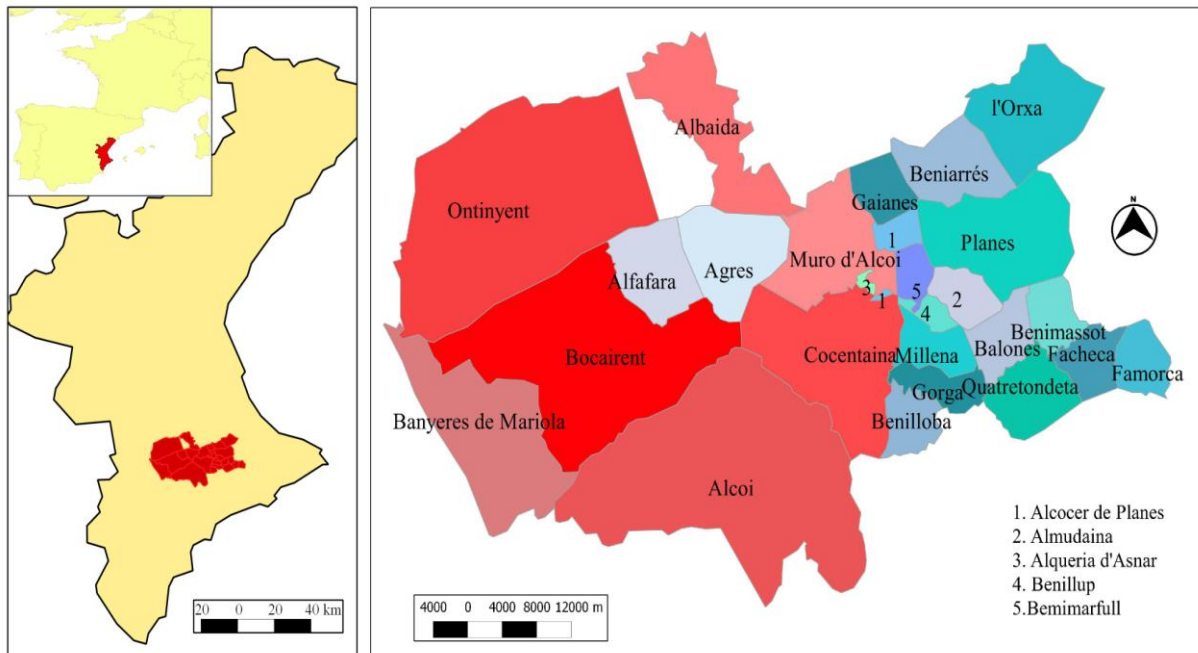 20 0 20 40 km
N
l'Orxa
Albaida
Beniarrés
Gaianes
Ontinyent
1
Planes
Muro d'Alcoi
Alfafara
Agres
3
1
5
2
4
Benimassot
Bocairent
Cocentaina
Millena
Balones
Facheca
Famorca
Gorga
Quatretondeta
Banyeres de Mariola
Benilloba
Alcoi
1. Alcocer de Planes
2. Almudaina
3. Alqueria d'Asnar
4. Benillup
5.Bemimarfull
4000 0 4000 8000 12000 m